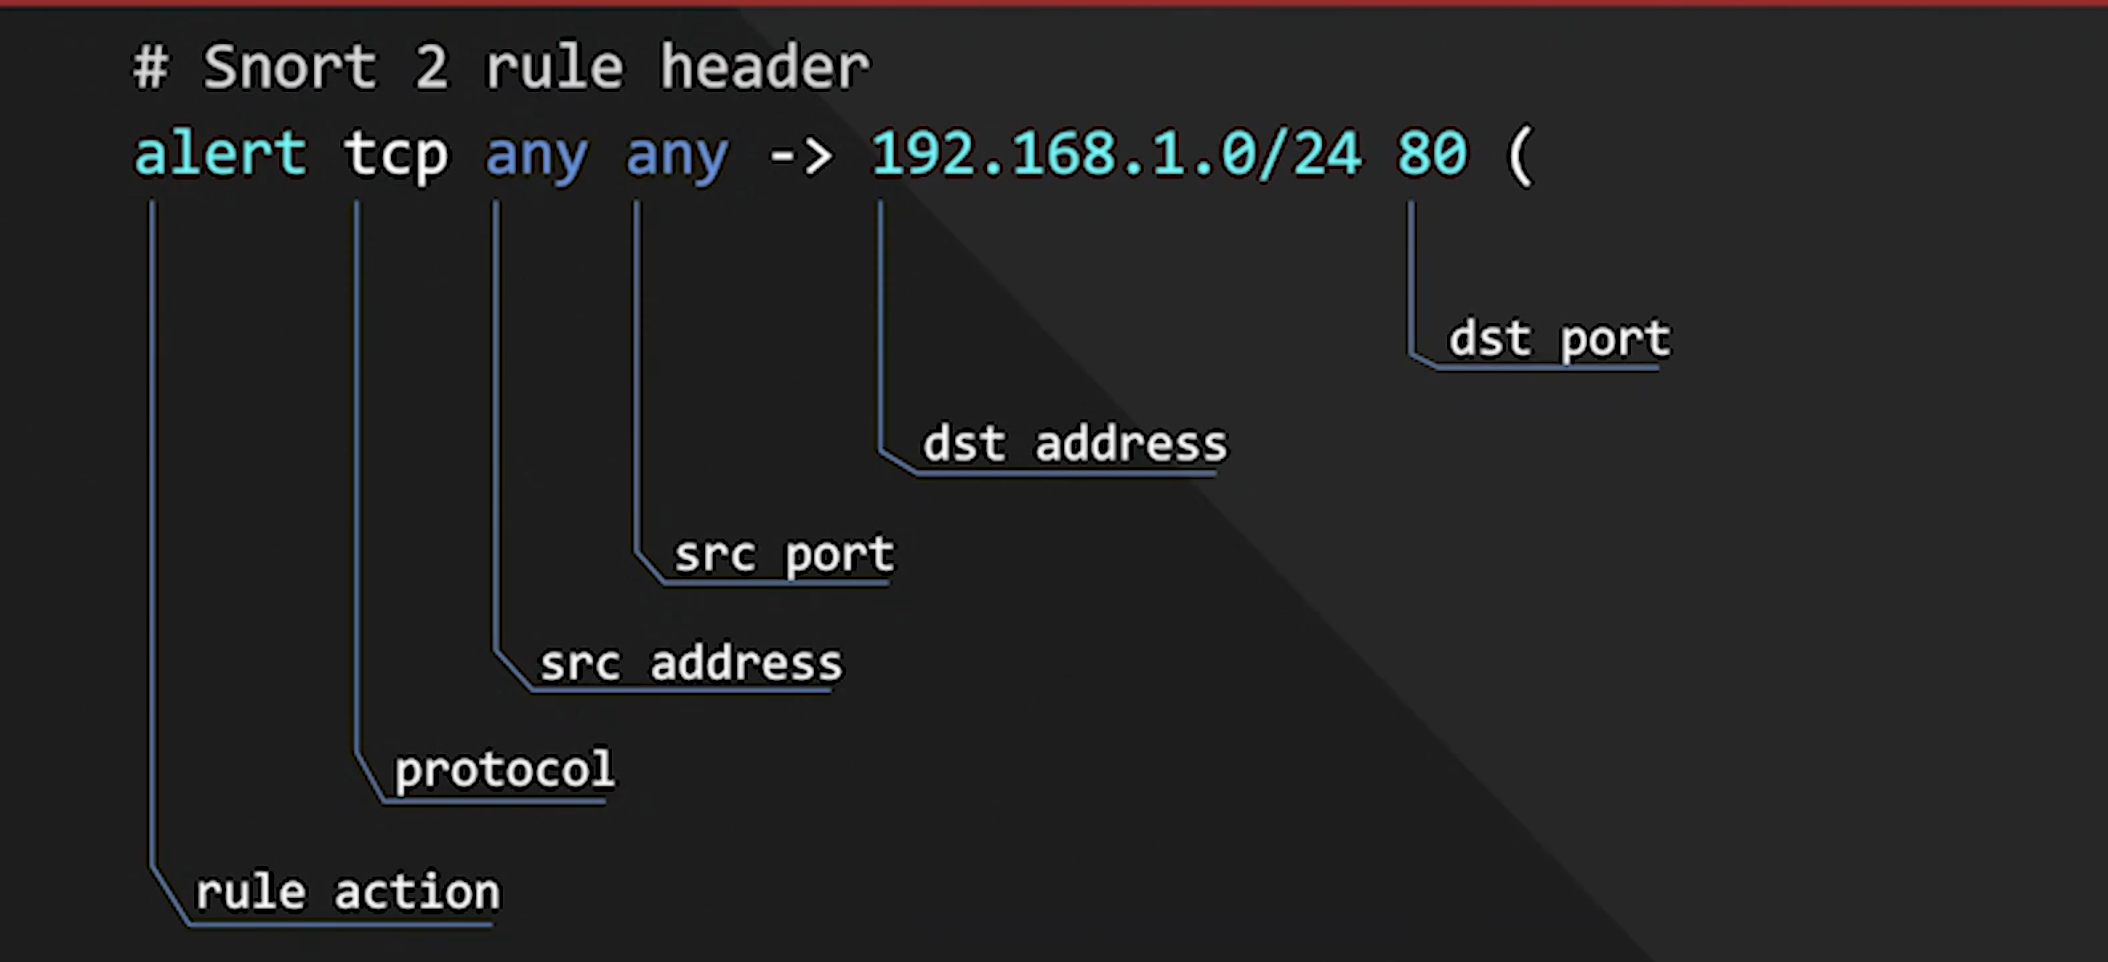 # Snort 2 rule header
alert tcp any any -> 192.168.1.0/24 80 (
dst port
dst address
src port
src address
protocol
rule action